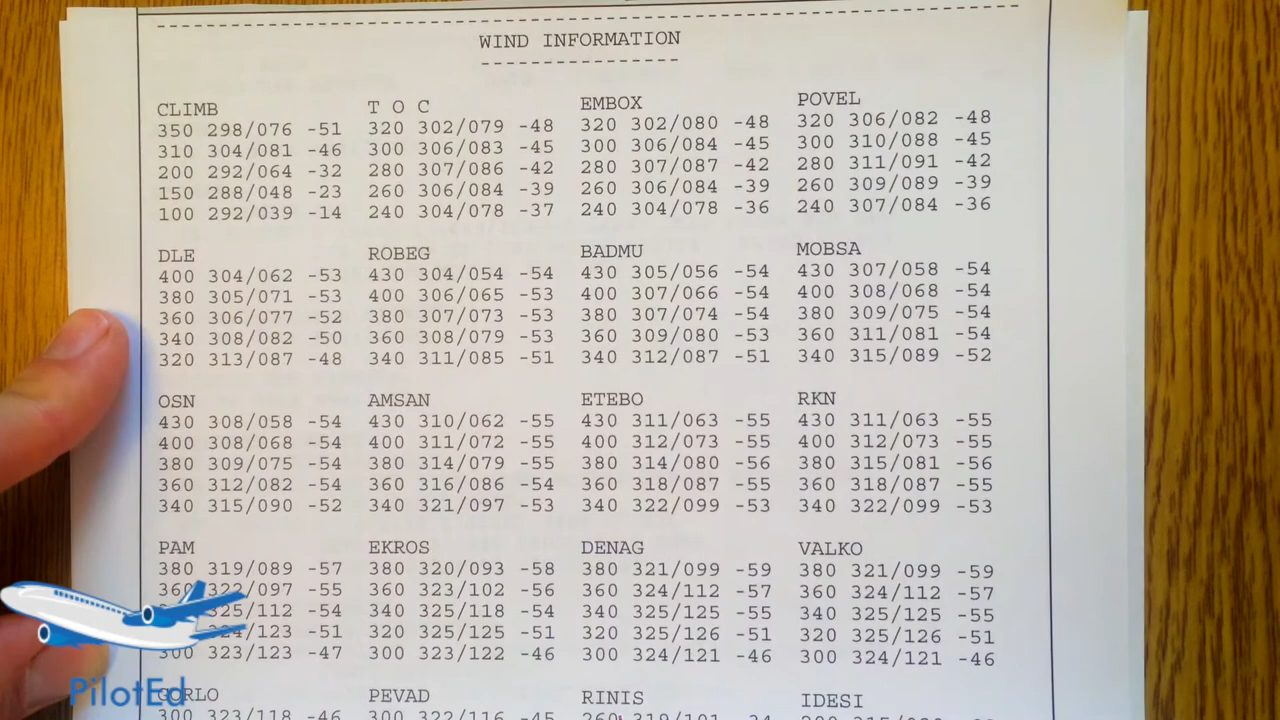 WIND INFORMATION
CLIMB T O C EMBOX POVEL
350 298/076 -51 320 302/079 -48 320 302/080 -48 320 306/082 -48
310 304/081 -46 300 306/083 -45 300 306/084 -45 300 310/088 -45
200 292/064 -32 280 307/086 -42 280 307/087 -42 280 311/091 -42
150 288/048 -23 260 306/084 -39 260 306/084 -39 260 309/089 -39
100 292/039 -14 240 304/078 -37 240 304/078 -36 240 307/084 -36
DLE ROBEG BADMU MOBSA
400 304/062 -53 430 304/054 -54 430 305/056 -54 430 307/058 -54
380 305/071 -53 400 306/065 -53 400 307/066 -54 400 308/068 -54
360 306/077 -52 380 307/073 -53 380 307/074 -54 380 309/075 -54
340 308/082 -50 360 308/079 -53 360 309/080 -53 360 311/081 -54
320 313/087 -48 340 311/085 -51 340 312/087 -51 340 315/089 -52
OSN AMSAN ETEBO RKN
430 308/058 -54 430 310/062 -55 430 311/063 -55 430 311/063 -55
400 308/068 -54 400 311/072 -55 400 312/073 -55 400 312/073 -55
380 309/075 -54 380 314/079 -55 380 314/080 -56 380 315/081 -56
360 312/082 -54 360 316/086 -54 360 318/087 -55 360 318/087 -55
340 315/090 -52 340 321/097 -53 340 322/099 -53 340 322/099 -53
PAM EKROS DENAG VALKO
380 319/089 -57 380 320/093 -58 380 321/099 -59 380 321/099 -59
360 322/097 -55 360 323/102 -56 360 324/112 -57 360 324/112 -57
325/112 -54 340 325/118 -54 340 325/125 -55 340 325/125 -55
324/123 -51 320 325/125 -51 320 325/126 -51 320 325/126 -51
300 323/123 -47 300 323/122 -46 300 324/121 -46 300 324/121 -46
GORLO PEVAD RINIS IDESI
300 323/118 -46 300 322/116 -45 260 319/101
PilotEd